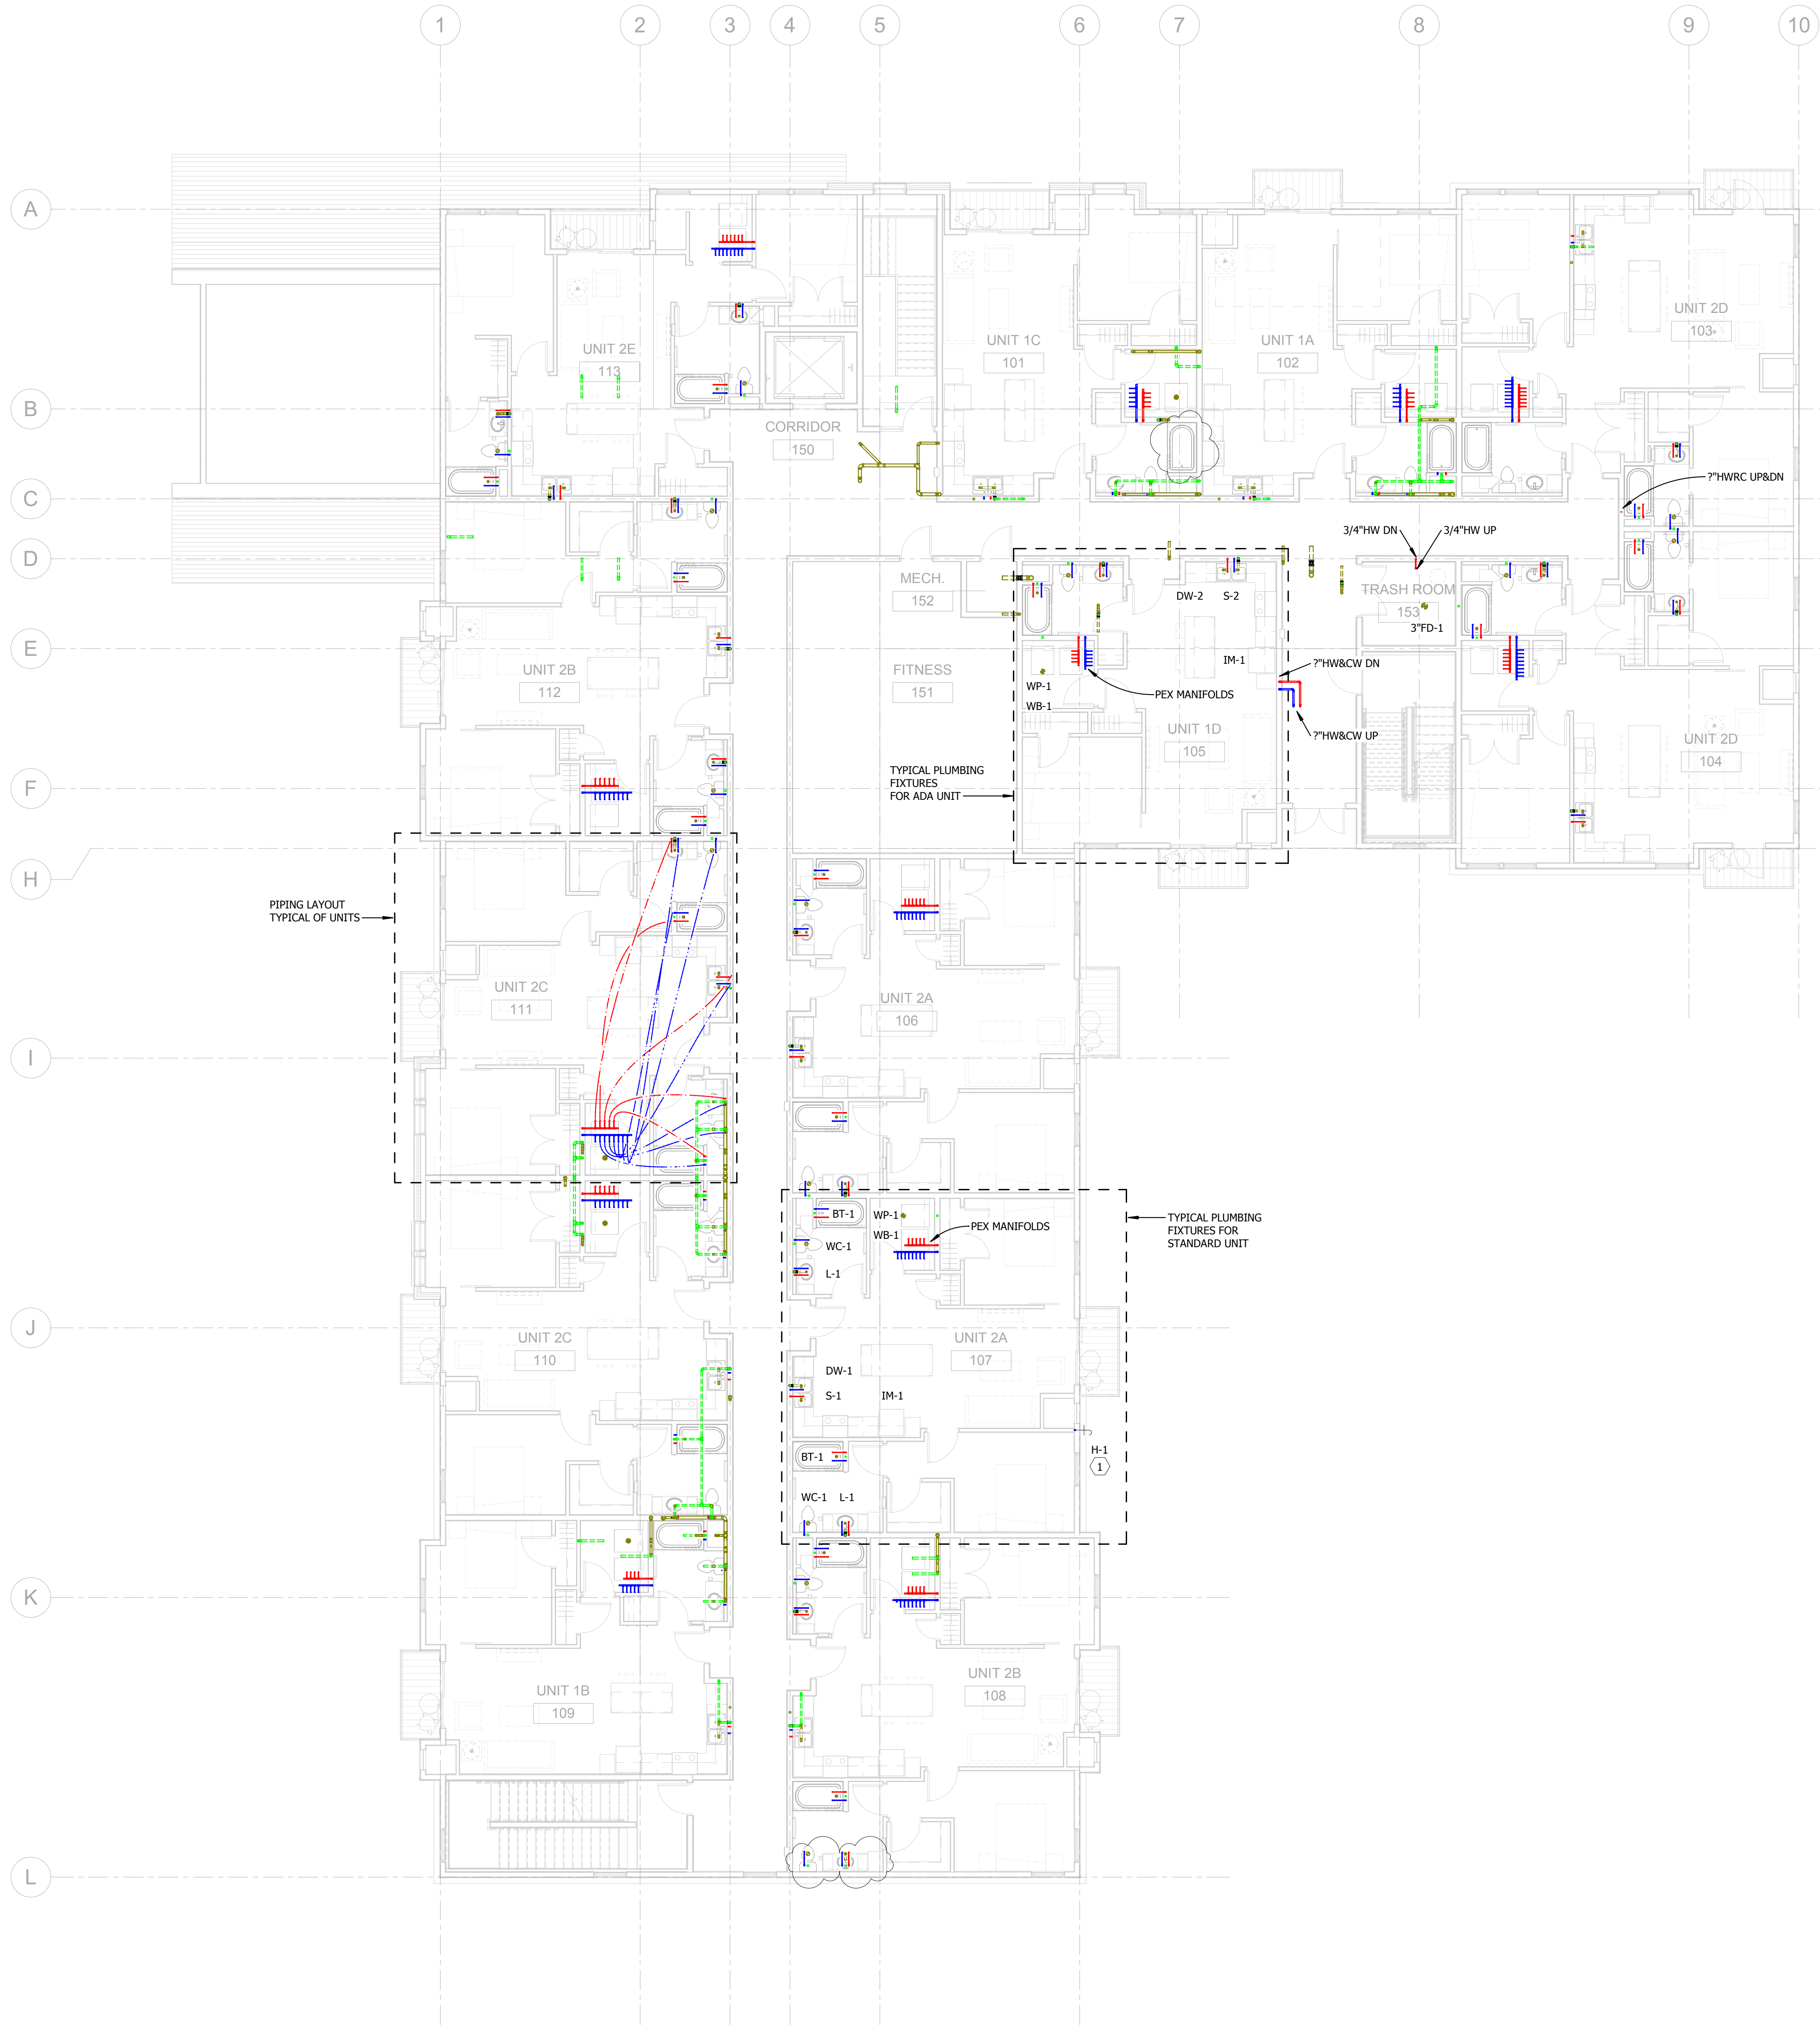 1
2
3
4
5
6
7
8
9
10
A
B
C
D
E
F
H
I
J
K
L
UNIT 2E
113
UNIT 1C
101
UNIT 1A
102
UNIT 2D
103
CORRIDOR
150
?"HWRC UP&DN
3/4"HW DN
3/4"HW UP
MECH.
152
DW-2
S-2
TRASH ROOM
153
3"FD-1
UNIT 2B
112
FITNESS
151
WP-1
WB-1
IM-1
?"HW&CW DN
PEX MANIFOLDS
UNIT 1D
105
?"HW&CW UP
UNIT 2D
104
TYPICAL PLUMBING
FIXTURES
FOR ADA UNIT
PIPING LAYOUT
TYPICAL OF UNITS
UNIT 2C
111
UNIT 2A
106
BT-1
WP-1
WB-1
PEX MANIFOLDS
WC-1
L-1
TYPICAL PLUMBING
FIXTURES FOR
STANDARD UNIT
UNIT 2C
110
UNIT 2A
107
DW-1
S-1
IM-1
H-1
1
BT-1
WC-1
L-1
UNIT 1B
109
UNIT 2B
108